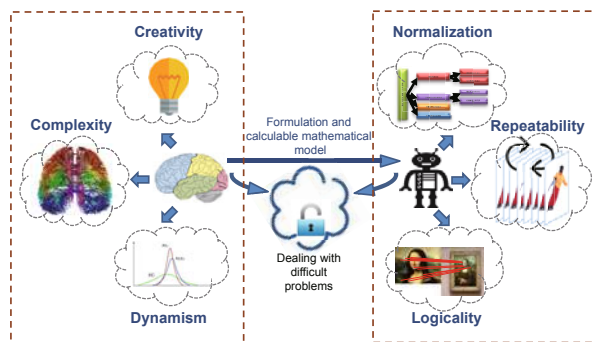 Creativity
Complexity
Dynamism
Formulation and
calculable mathematical
model
Dealing with
difficult
problems
Normalization
Repeatability
Logicality